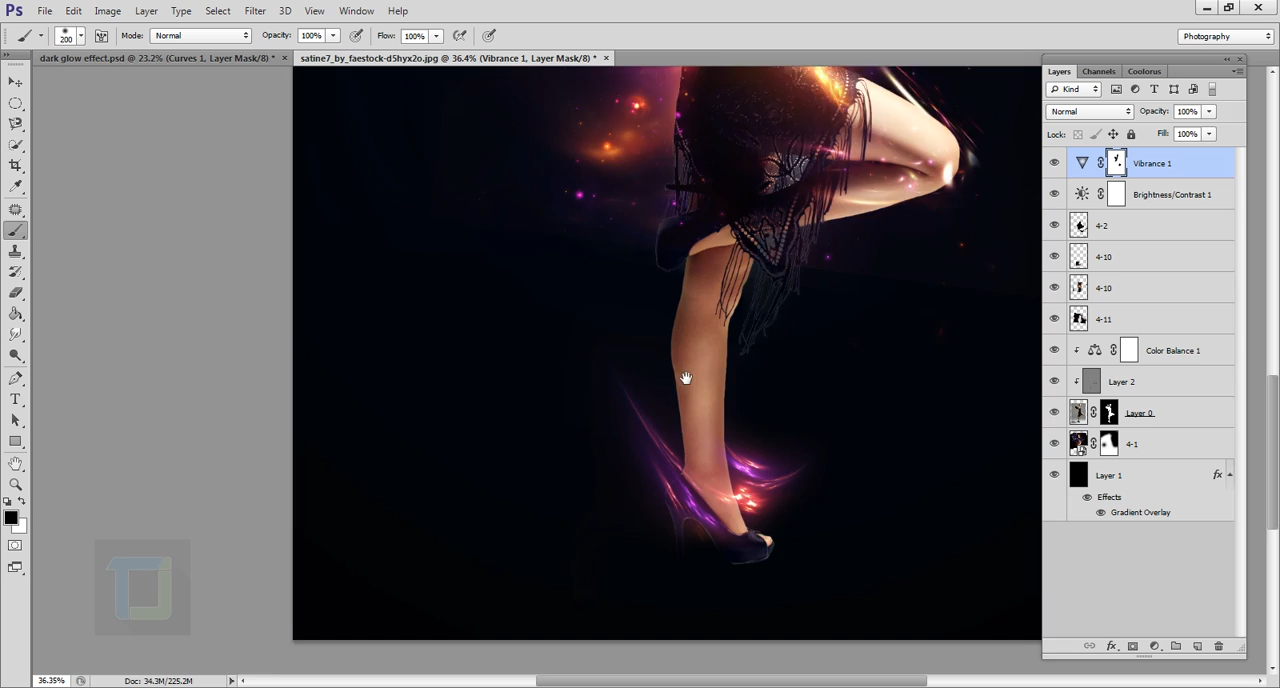 Ps File Edit Image Layer Type Select Filter 3D View Window Help
200 Mode: Normal Opacity: 100% Flow: 100% Photography
dark glow effect.psd @ 23.2% (Curves 1, Layer Mask/8) * × satine7_by_faestock-d5hyx2o.jpg @ 36.4% (Vibrance 1, Layer Mask/8) * ×
Layers Channels Coolorus
Kind
Normal Opacity: 100%
Lock: Fill: 100%
Vibrance 1
Brightness/Contrast 1
4-2
4-10
4-10
4-11
Color Balance 1
Layer 2
Layer 0
4-1
Layer 1 fx
Effects
Gradient Overlay
36.35% Doc: 34.3M/225.2M